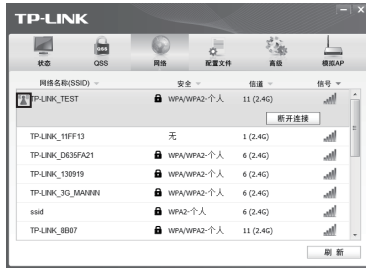 TP-LINK
状态 QSS 网络 配置文件 高级 模拟AP
网络名称(SSID) 安全 信道 信号
TP-LINK_TEST WPA/WPA2-个人 11 (2.4G)
断开连接
TP-LINK_11FF13 无 1 (2.4G)
TP-LINK_D635FA21 WPA/WPA2-个人 6 (2.4G)
TP-LINK_130919 WPA/WPA2-个人 6 (2.4G)
TP-LINK_3G_MANNN WPA/WPA2-个人 6 (2.4G)
ssid WPA2-个人 6 (2.4G)
TP-LINK_8B07 WPA/WPA2-个人 11 (2.4G)
刷 新